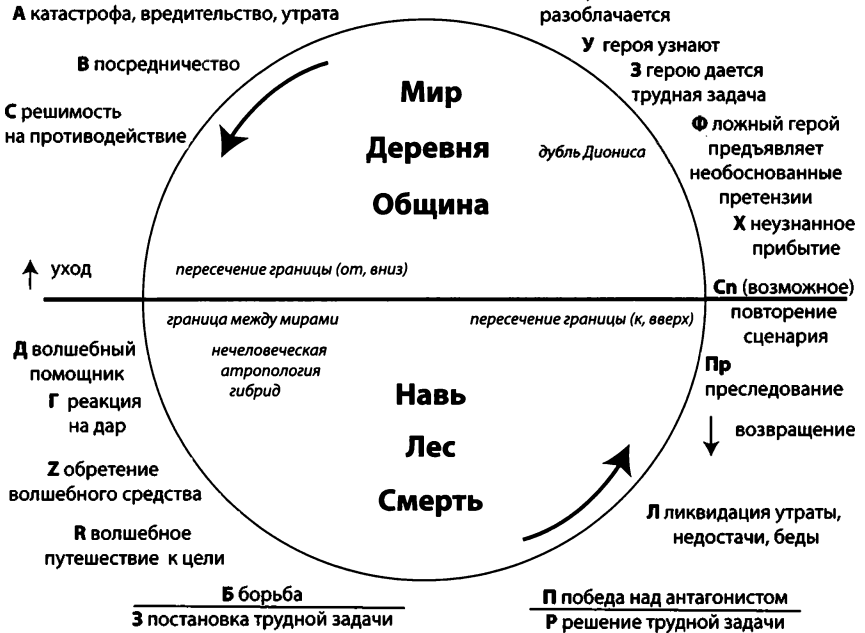 А катастрофа, вредительство, утрата
В посредничество
С решимость
на противодействие
разоблачается
У героя узнают
З герою дается
трудная задача
Ф ложный герой
предъявляет
необоснованные
претензии
Х неузнанное
прибытие
Мир
Деревня
Община
дубль Диониса
уход
пересечение границы (от, вниз)
Сп (возможное)
повторение
сценария
граница между мирами
пересечение границы (к, вверх)
нечеловеческая
атропология
гибрид
Д волшебный
помощник
Г реакция
на дар
Z обретение
волшебного средства
R волшебное
путешествие к цели
Навь
Лес
Смерть
Пр
преследование
возвращение
Л ликвидация утраты,
недостачи, беды
Б борьба
З постановка трудной задачи
П победа над антагонистом
Р решение трудной задачи